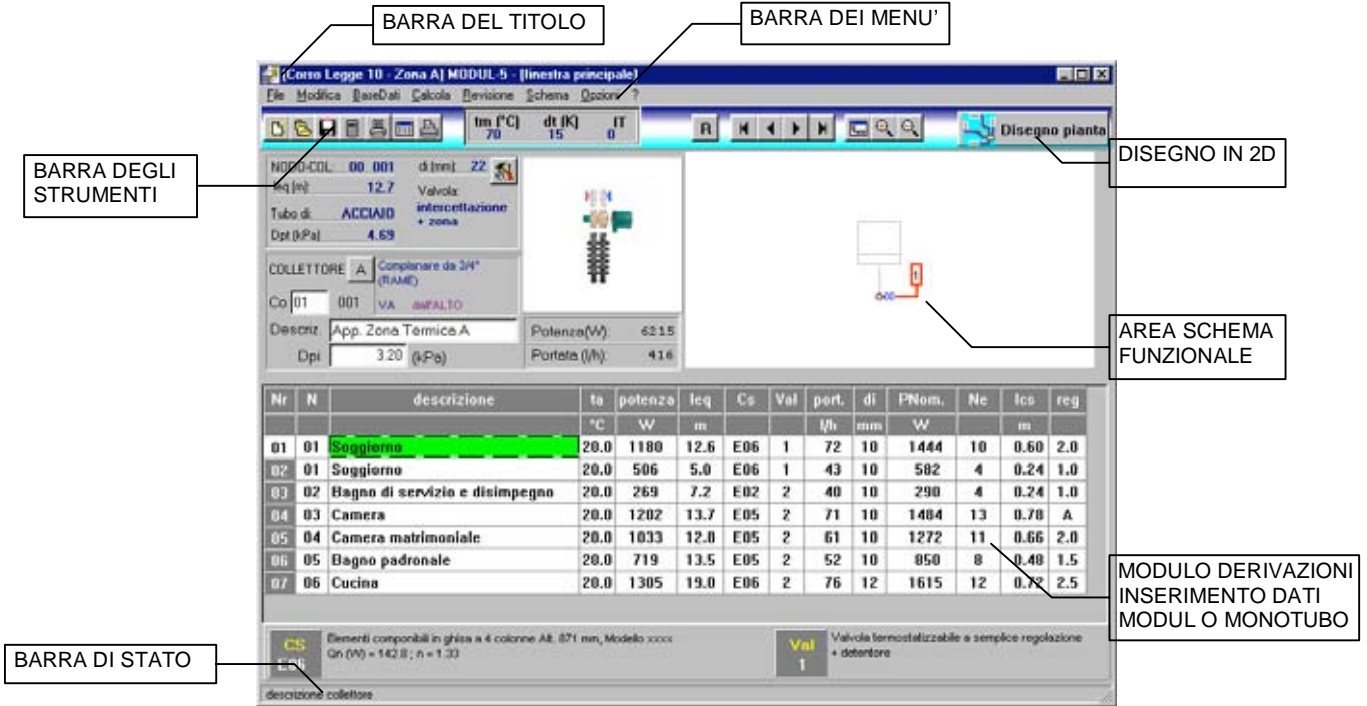 BARRA DEL TITOLO
BARRA DEI MENU'
[Corso Legge 10 - Zona A] MODUL-5 - [finestra principale]
File Modifica BaseDati Calcola Revisione Schema Opzioni ?
tm (°C) dt (K) IT
70 15 0
R
Disegno pianta
DISEGNO IN 2D
BARRA DEGLI
STRUMENTI
NODO-COL: 00 001 di (mm): 22
leq (m): 12.7 Valvola:
Tubo di: ACCIAIO intercettazione
+ zona
Dpt (kPa) 4.69
COLLETTORE A Complanare da 3/4"
(RAME)
Co 01 001 VA dall'ALTO
Descriz. App. Zona Termica A
Dpi 3.20 (kPa)
Potenza(W): 6215
Portata (l/h): 416
1
AREA SCHEMA
FUNZIONALE
Nr N descrizione ta potenza leq Cs Val port. di PNom. Ne lcs reg
°C W m l/h mm W m
01 01 Soggiorno 20.0 1180 12.6 E06 1 72 10 1444 10 0.60 2.0
02 01 Soggiorno 20.0 506 5.0 E06 1 43 10 582 4 0.24 1.0
03 02 Bagno di servizio e disimpegno 20.0 269 7.2 E02 2 40 10 290 4 0.24 1.0
04 03 Camera 20.0 1202 13.7 E05 2 71 10 1484 13 0.78 A
05 04 Camera matrimoniale 20.0 1033 12.0 E05 2 61 10 1272 11 0.66 2.0
06 05 Bagno padronale 20.0 719 13.5 E05 2 52 10 850 8 0.48 1.5
07 06 Cucina 20.0 1305 19.0 E06 2 76 12 1615 12 0.72 2.5
MODULO DERIVAZIONI
INSERIMENTO DATI
MODUL O MONOTUBO
CS
E06
Elementi componibili in ghisa a 4 colonne Alt. 871 mm, Modello xxxx
Qn (W) = 142.8 ; n = 1.33
Val
1
Valvola termostatizzabile a semplice regolazione
+ detentore
BARRA DI STATO
descrizione collettore